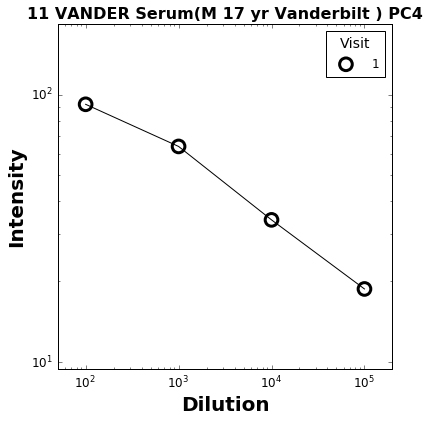 11 VANDER Serum(M 17 yr Vanderbilt ) PC4
Visit
1
Intensity
10²
10¹
10² 10³ 10⁴ 10⁵
Dilution